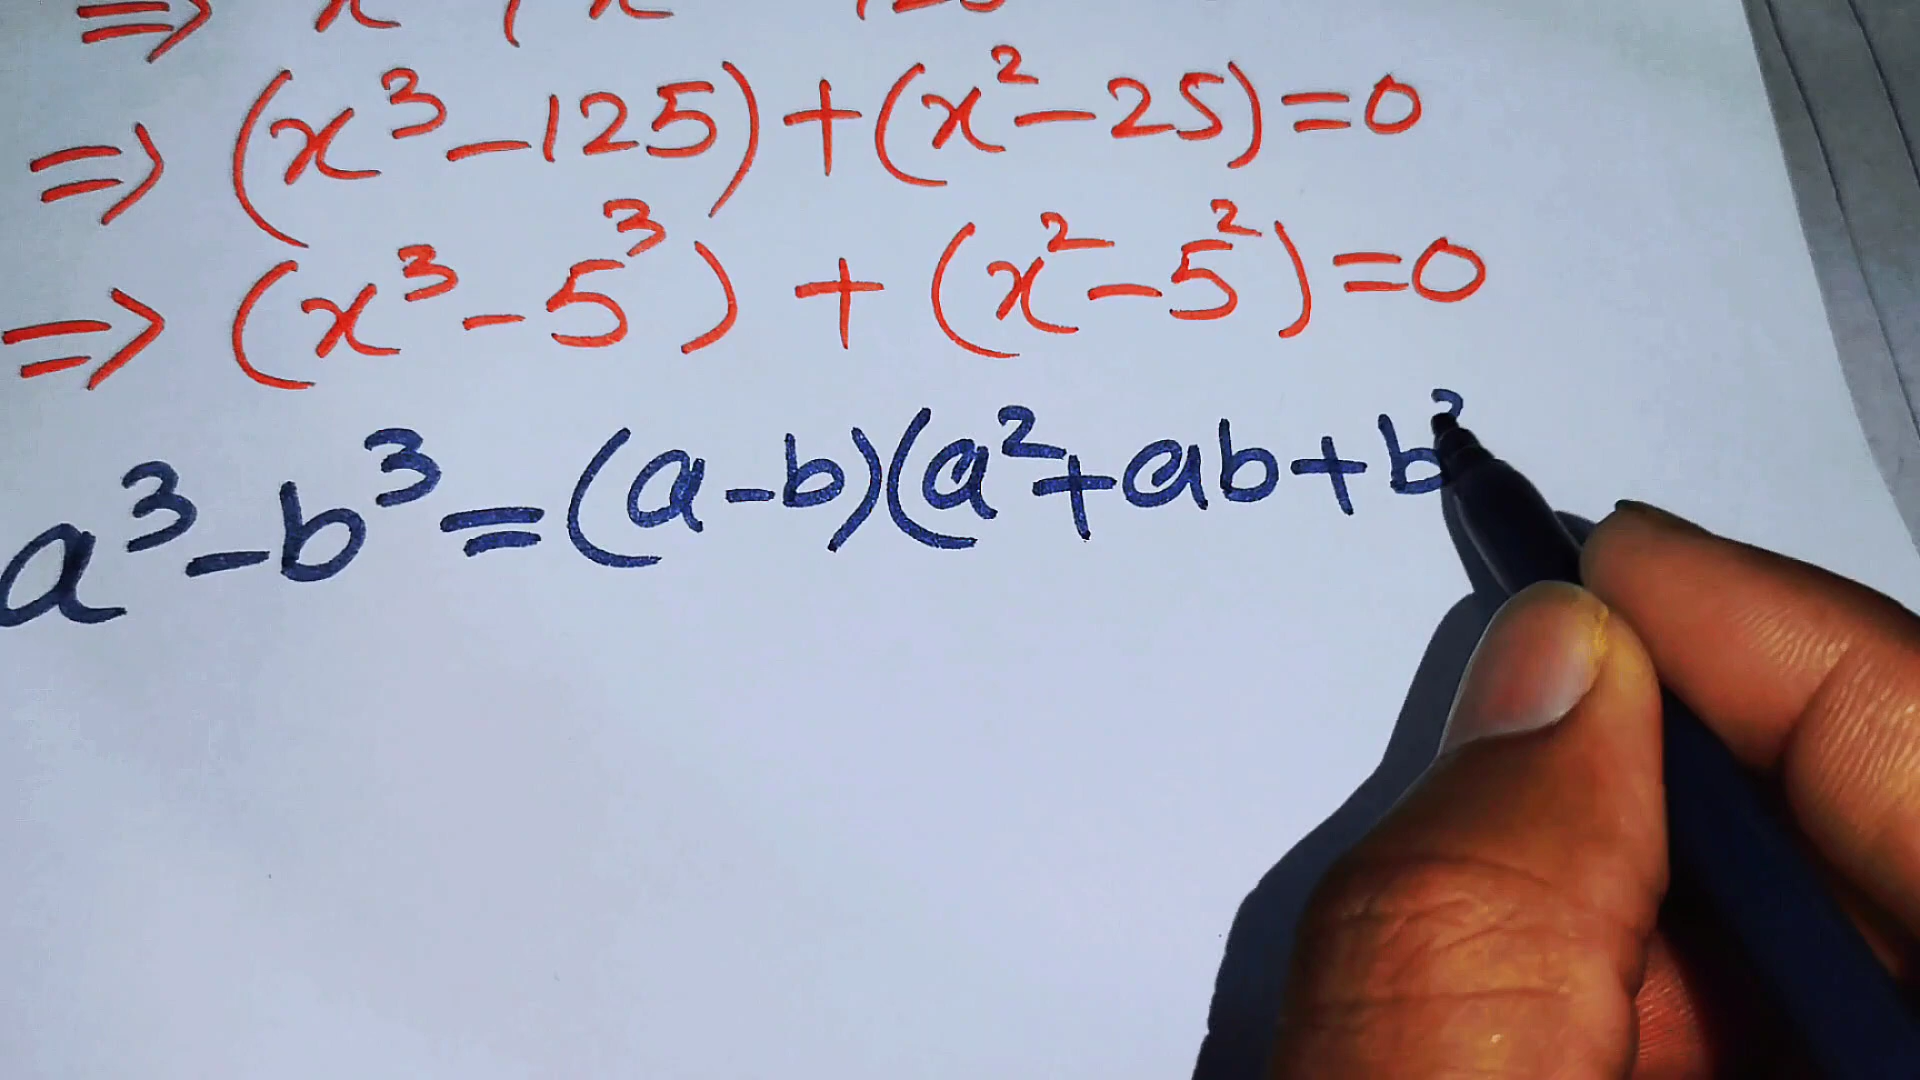 ⇒ (x³-125)+(x²-25)=0
⇒ (x³-5³) + (x²-5²)=0
a³-b³=(a-b)(a²+ab+b²